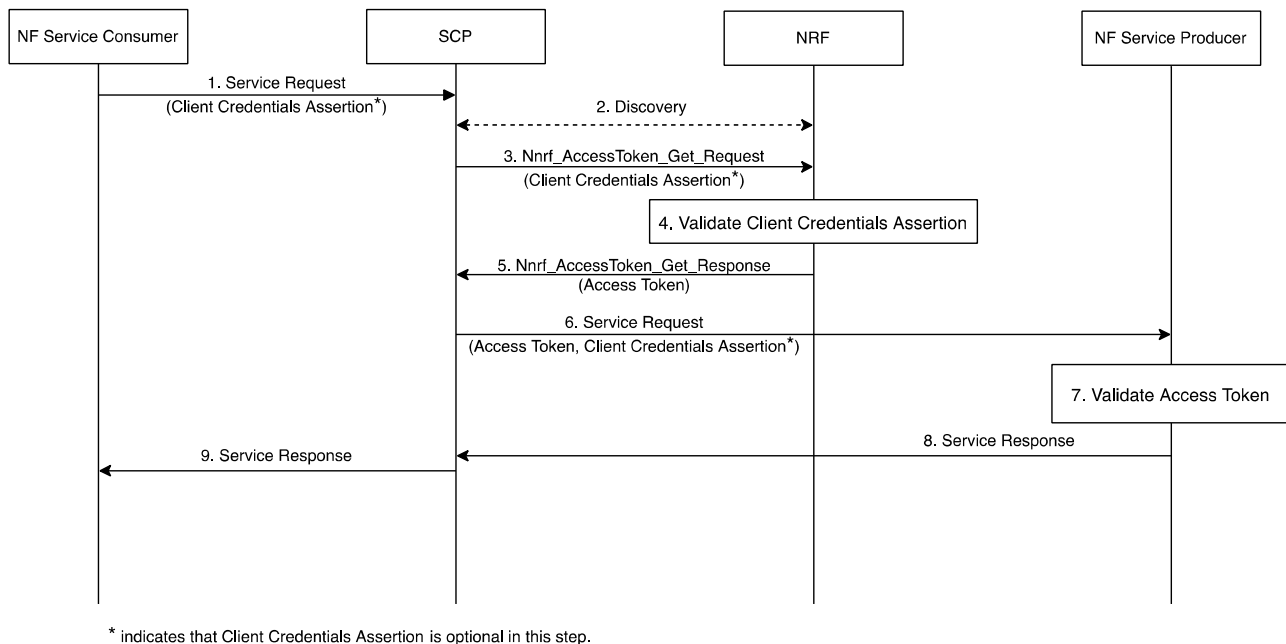 NF Service Consumer
SCP
NRF
NF Service Producer
1. Service Request
(Client Credentials Assertion*)
2. Discovery
3. Nnrf_AccessToken_Get_Request
(Client Credentials Assertion*)
4. Validate Client Credentials Assertion
5. Nnrf_AccessToken_Get_Response
(Access Token)
6. Service Request
(Access Token, Client Credentials Assertion*)
7. Validate Access Token
8. Service Response
9. Service Response
* indicates that Client Credentials Assertion is optional in this step.